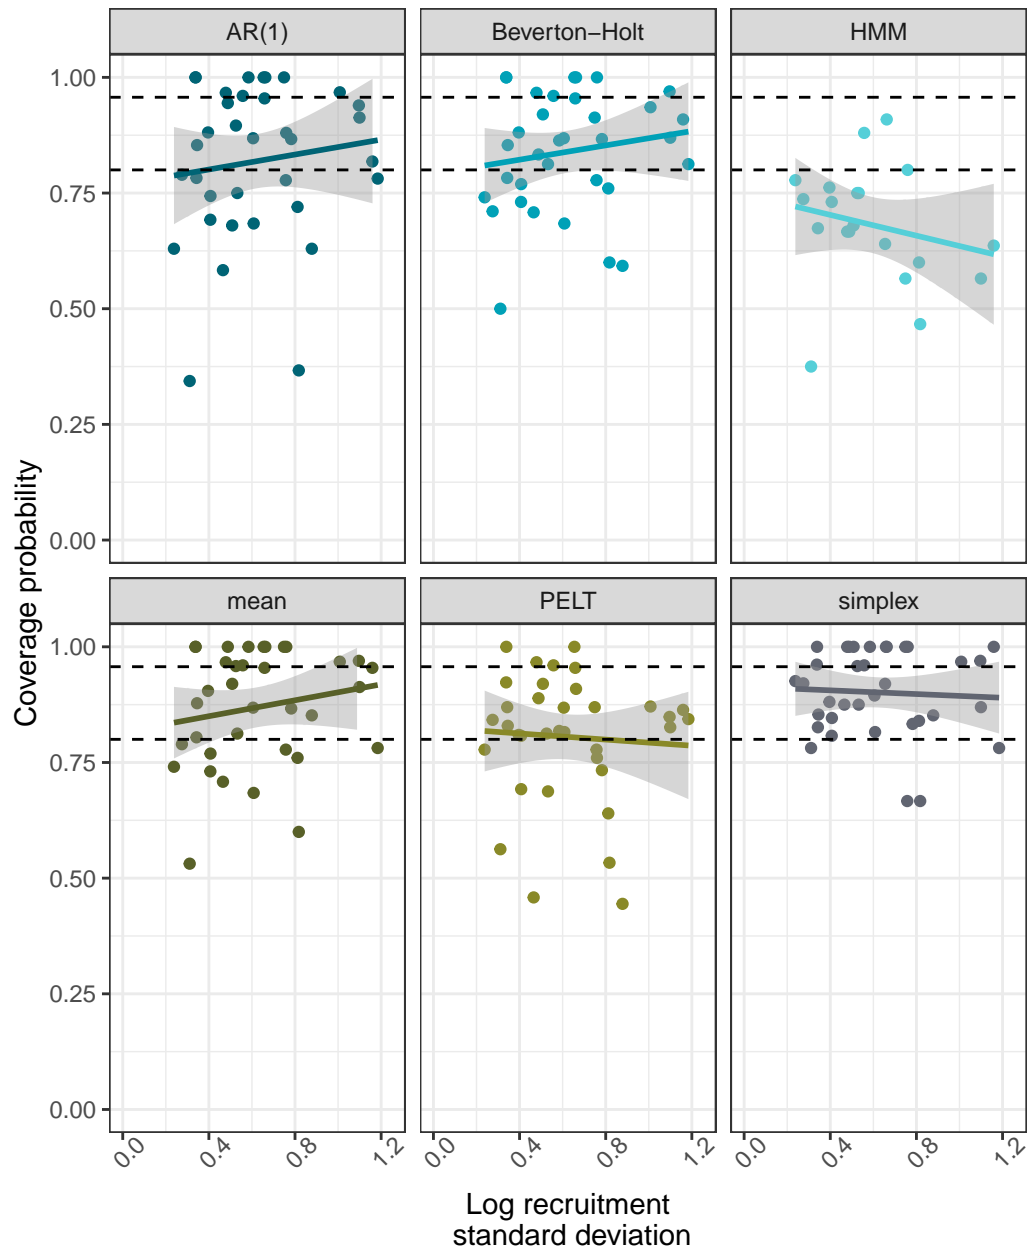 AR(1)
Beverton−Holt
HMM
1.00
0.75
0.50
0.25
0.00
mean
PELT
simplex
1.00
0.75
0.50
0.25
0.00
Coverage probability
0.0
0.4
0.8
1.2
0.0
0.4
0.8
1.2
0.0
0.4
0.8
1.2
Log recruitment
standard deviation